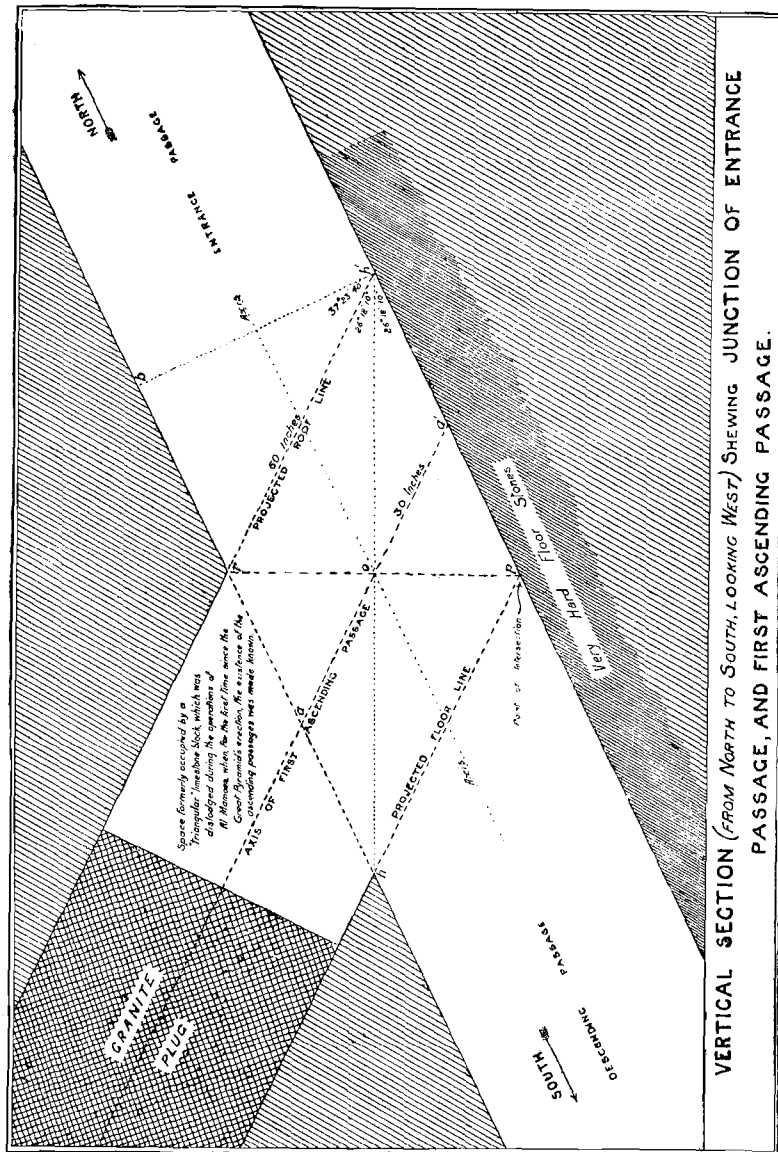 NORTH
ENTRANCE PASSAGE
AXIS
b
h
37° 23' 40"
26° 18' 10"
26° 18' 10"
60 Inches
PROJECTED ROOF LINE
30 Inches
Space formerly occupied by a
"triangular limestone block, which was
dislodged during the operations of
Al Mamoun, when, for the first time since the
Great Pyramid's erection, the existence of the
ascending passages was made known.
AXIS OF FIRST ASCENDING PASSAGE
d
o
p
h
PROJECTED FLOOR LINE
Point of Intersection
Very Hard Floor Stones
Axis.
GRANITE
PLUG
SOUTH
DESCENDING PASSAGE
VERTICAL SECTION (FROM NORTH TO SOUTH, LOOKING WEST) SHEWING JUNCTION OF ENTRANCE
PASSAGE, AND FIRST ASCENDING PASSAGE.